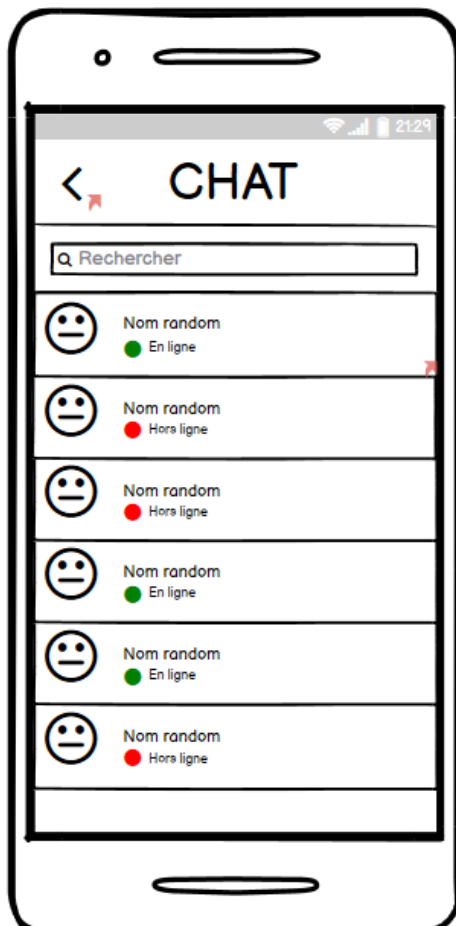 21:29
CHAT
Rechercher
Nom random
En ligne
Nom random
Hors ligne
Nom random
Hors ligne
Nom random
En ligne
Nom random
En ligne
Nom random
Hors ligne